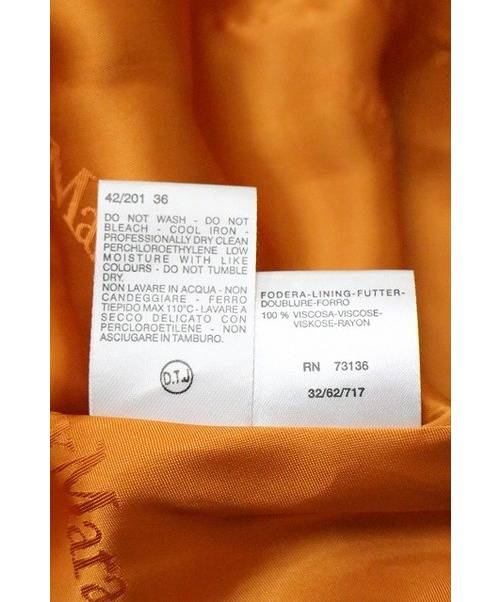 42/201 36
DO NOT WASH - DO NOT
BLEACH - COOL IRON -
PROFESSIONALLY DRY CLEAN
PERCHLOROETHYLENE LOW
MOISTURE WITH LIKE
COLOURS - DO NOT TUMBLE
DRY.
NON LAVARE IN ACQUA - NON
CANDEGGIARE - FERRO
TIEPIDO MAX 110°C - LAVARE A
SECCO DELICATO CON
PERCLOROETILENE - NON
ASCIUGARE IN TAMBURO.
D.T.J
FODERA-LINING-FUTTER-
DOUBLURE-FORRO
100 % VISCOSA-VISCOSE-
VISKOSE-RAYON
RN 73136
32/62/717
Mara
Mara